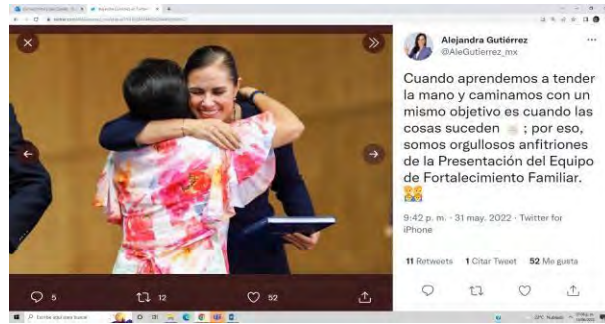 Alejandra Gutiérrez
@AleGutierrez_mx
Cuando aprendemos a tender
la mano y caminamos con un
mismo objetivo es cuando las
cosas suceden ; por eso,
somos orgullosos anfitriones
de la Presentación del Equipo
de Fortalecimiento Familiar.
9:42 p. m. · 31 may. 2022 · Twitter for
iPhone
11 Retweets 1 Citar Tweet 52 Me gusta
5 12 52